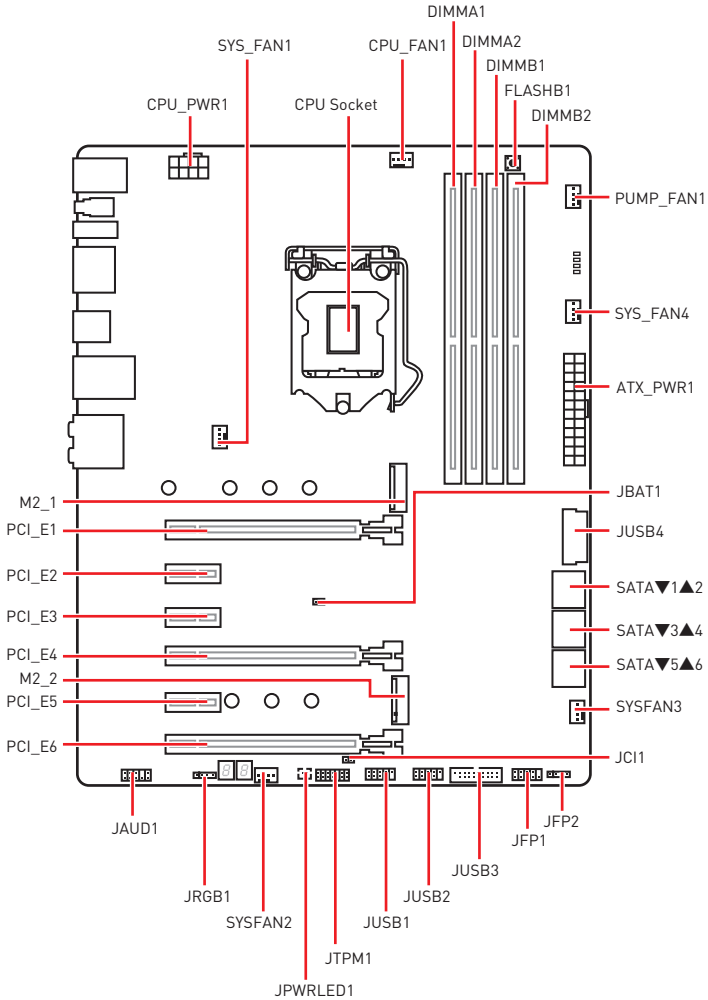 DIMMA1
SYS_FAN1
CPU_FAN1
DIMMA2
DIMMB1
FLASHB1
CPU_PWR1
CPU Socket
DIMMB2
PUMP_FAN1
SYS_FAN4
ATX_PWR1
M2_1
JBAT1
PCI_E1
JUSB4
PCI_E2
SATA▼1▲2
PCI_E3
SATA▼3▲4
PCI_E4
SATA▼5▲6
M2_2
PCI_E5
SYSFAN3
PCI_E6
JCI1
8 8
JAUD1
JFP2
JFP1
JUSB3
JRGB1
JUSB2
SYSFAN2
JUSB1
JTPM1
JPWRLED1